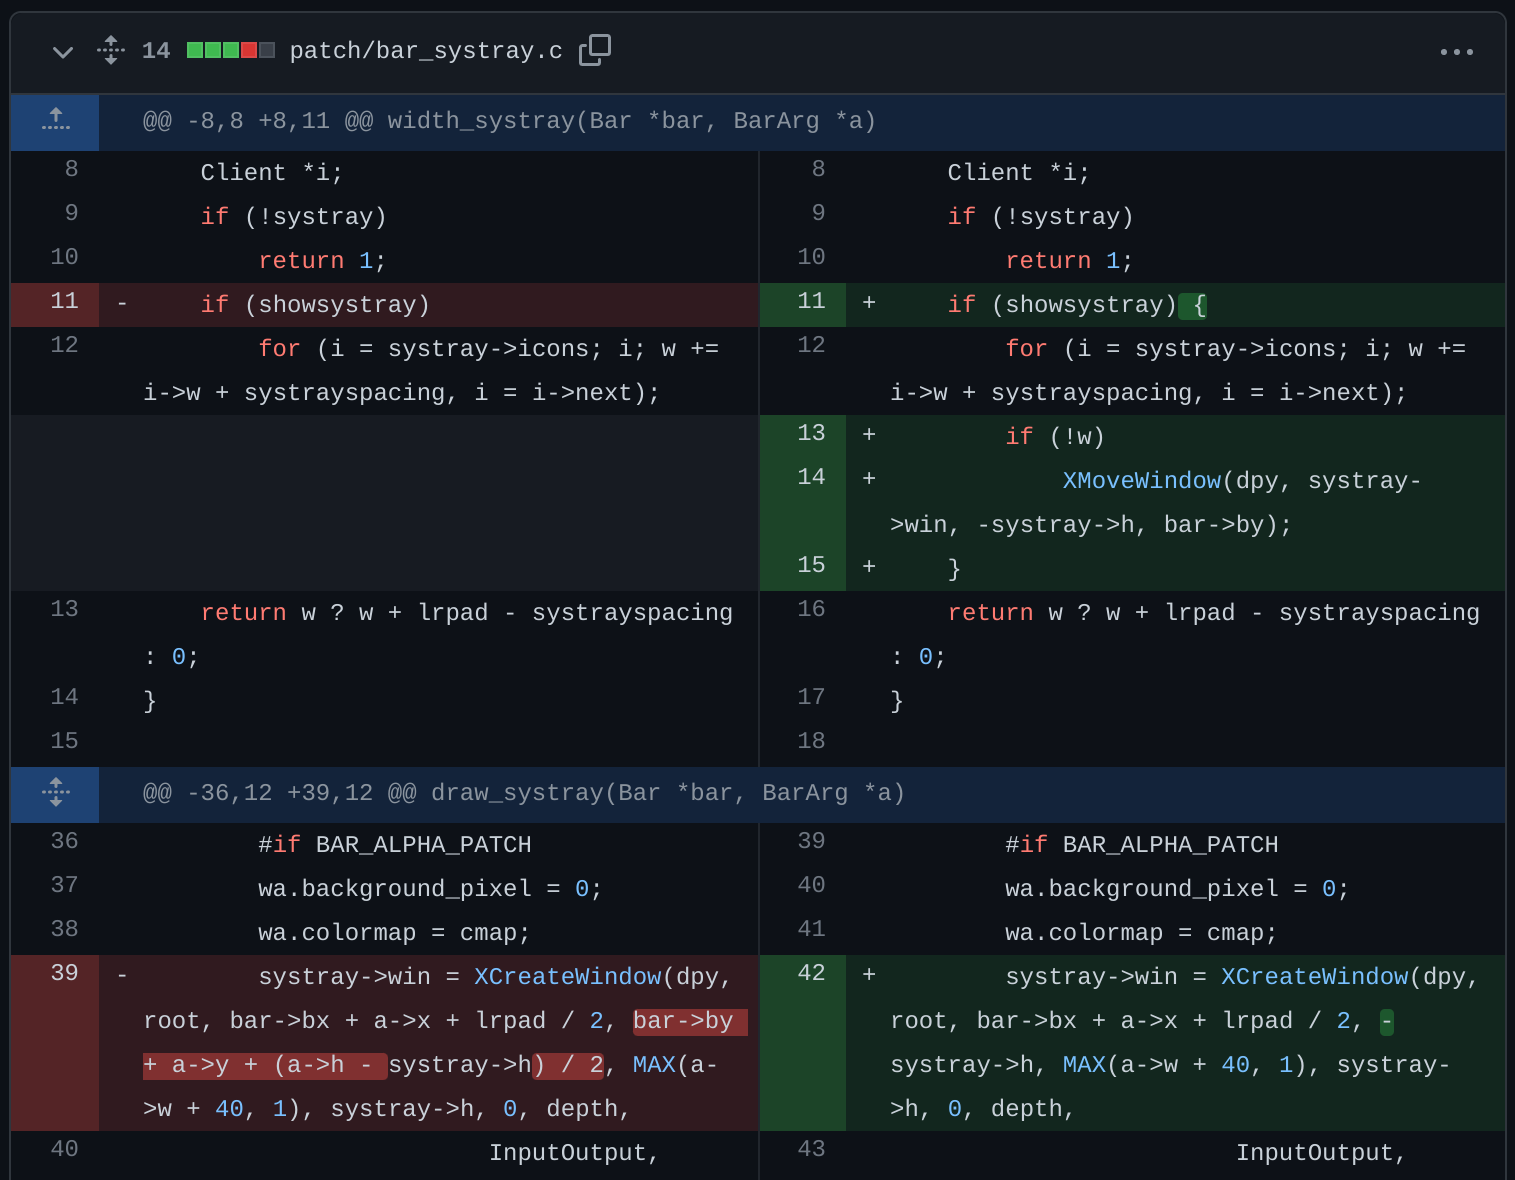 14 patch/bar_systray.c
@@ -8,8 +8,11 @@ width_systray(Bar *bar, BarArg *a)
8 Client *i; 8 Client *i;
9 if (!systray) 9 if (!systray)
10 return 1; 10 return 1;
11 - if (showsystray) 11 + if (showsystray) {
12 for (i = systray->icons; i; w += 12 for (i = systray->icons; i; w +=
i->w + systrayspacing, i = i->next); i->w + systrayspacing, i = i->next);
13 + if (!w)
14 + XMoveWindow(dpy, systray-
>win, -systray->h, bar->by);
15 + }
13 return w ? w + lrpad - systrayspacing 16 return w ? w + lrpad - systrayspacing
: 0; : 0;
14 } 17 }
15 18
@@ -36,12 +39,12 @@ draw_systray(Bar *bar, BarArg *a)
36 #if BAR_ALPHA_PATCH 39 #if BAR_ALPHA_PATCH
37 wa.background_pixel = 0; 40 wa.background_pixel = 0;
38 wa.colormap = cmap; 41 wa.colormap = cmap;
39 - systray->win = XCreateWindow(dpy, 42 + systray->win = XCreateWindow(dpy,
root, bar->bx + a->x + lrpad / 2, bar->by root, bar->bx + a->x + lrpad / 2, -
+ a->y + (a->h - systray->h) / 2, MAX(a- systray->h, MAX(a->w + 40, 1), systray-
>w + 40, 1), systray->h, 0, depth, >h, 0, depth,
40 InputOutput, 43 InputOutput,